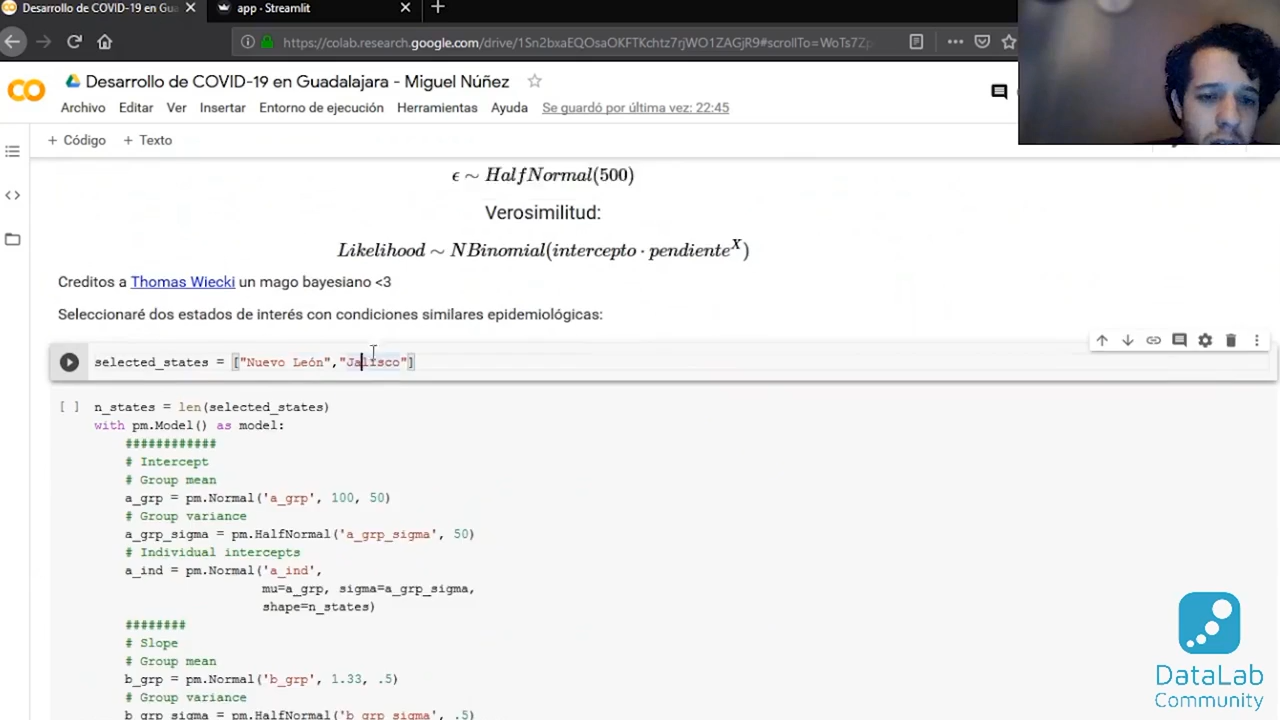 Desarrollo de COVID-19 en Gua
app - Streamlit
https://colab.research.google.com/drive/1Sn2bxaEQOsaOKFTKchtz7rjWO1ZAGjR9#scrollTo=WoTs7Zp
Desarrollo de COVID-19 en Guadalajara - Miguel Núñez
Archivo Editar Ver Insertar Entorno de ejecución Herramientas Ayuda Se guardó por última vez: 22:45
+ Código + Texto
ϵ ∼ HalfNormal(500)
Verosimilitud:
Likelihood ∼ NBinomial(intercepto · pendiente^X)
Creditos a Thomas Wiecki un mago bayesiano <3
Seleccionaré dos estados de interés con condiciones similares epidemiológicas:
selected_states = ["Nuevo León","Jalisco"]
[ ] n_states = len(selected_states)
with pm.Model() as model:
############
# Intercept
# Group mean
a_grp = pm.Normal('a_grp', 100, 50)
# Group variance
a_grp_sigma = pm.HalfNormal('a_grp_sigma', 50)
# Individual intercepts
a_ind = pm.Normal('a_ind',
mu=a_grp, sigma=a_grp_sigma,
shape=n_states)
########
# Slope
# Group mean
b_grp = pm.Normal('b_grp', 1.33, .5)
# Group variance
b_grp_sigma = pm.HalfNormal('b_grp_sigma', .5)
DataLab
Community